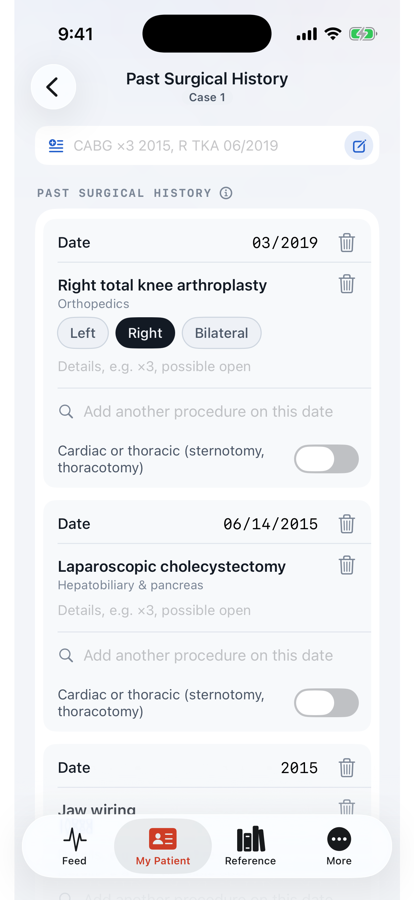 9:41
Past Surgical History
Case 1
CABG ×3 2015, R TKA 06/2019
PAST SURGICAL HISTORY
Date 03/2019
Right total knee arthroplasty
Orthopedics
Left Right Bilateral
Details, e.g. ×3, possible open
Add another procedure on this date
Cardiac or thoracic (sternotomy,
thoracotomy)
Date 06/14/2015
Laparoscopic cholecystectomy
Hepatobiliary & pancreas
Details, e.g. ×3, possible open
Add another procedure on this date
Cardiac or thoracic (sternotomy,
thoracotomy)
Date 2015
Jaw wiring
Feed My Patient Reference More